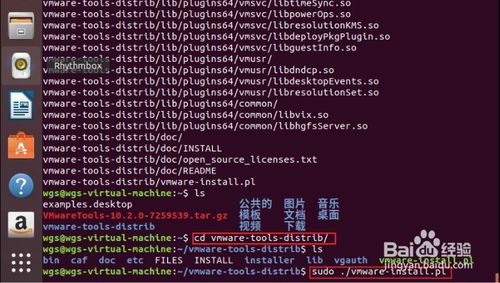 vmware-tools-distrib/lib/plugins64/vmsvc/libtimeSync.so
vmware-tools-distrib/lib/plugins64/vmsvc/libpowerOps.so
vmware-tools-distrib/lib/plugins64/vmsvc/libresolutionKMS.so
vmware-tools-distrib/lib/plugins64/vmsvc/libdeployPkgPlugin.so
vmware-tools-distrib/lib/plugins64/vmsvc/libguestInfo.so
vmware-tools-distrib/lib/plugins64/vmusr/
vmware-tools-distrib/lib/plugins64/vmusr/libdndcp.so
vmware-tools-distrib/lib/plugins64/vmusr/libdesktopEvents.so
vmware-tools-distrib/lib/plugins64/vmusr/libresolutionSet.so
vmware-tools-distrib/lib/plugins64/common/
vmware-tools-distrib/lib/plugins64/common/libvix.so
vmware-tools-distrib/lib/plugins64/common/libhgfsServer.so
vmware-tools-distrib/doc/
vmware-tools-distrib/doc/INSTALL
vmware-tools-distrib/doc/open_source_licenses.txt
vmware-tools-distrib/doc/README
vmware-tools-distrib/vmware-install.pl
wgs@wgs-virtual-machine:~$ ls
examples.desktop 公共的 图片 音乐
VMwareTools-10.2.0-7259539.tar.gz 模板 文档 桌面
vmware-tools-distrib 视频 下载
wgs@wgs-virtual-machine:~$ cd vmware-tools-distrib/
wgs@wgs-virtual-machine:~/vmware-tools-distrib$ ls
bin caf doc etc FILES INSTALL installer lib vgauth vmware-install.pl
wgs@wgs-virtual-machine:~/vmware-tools-distrib$ sudo ./vmware-install.pl
Rhythmbox
Baidu 经验
jingyan.baidu.com